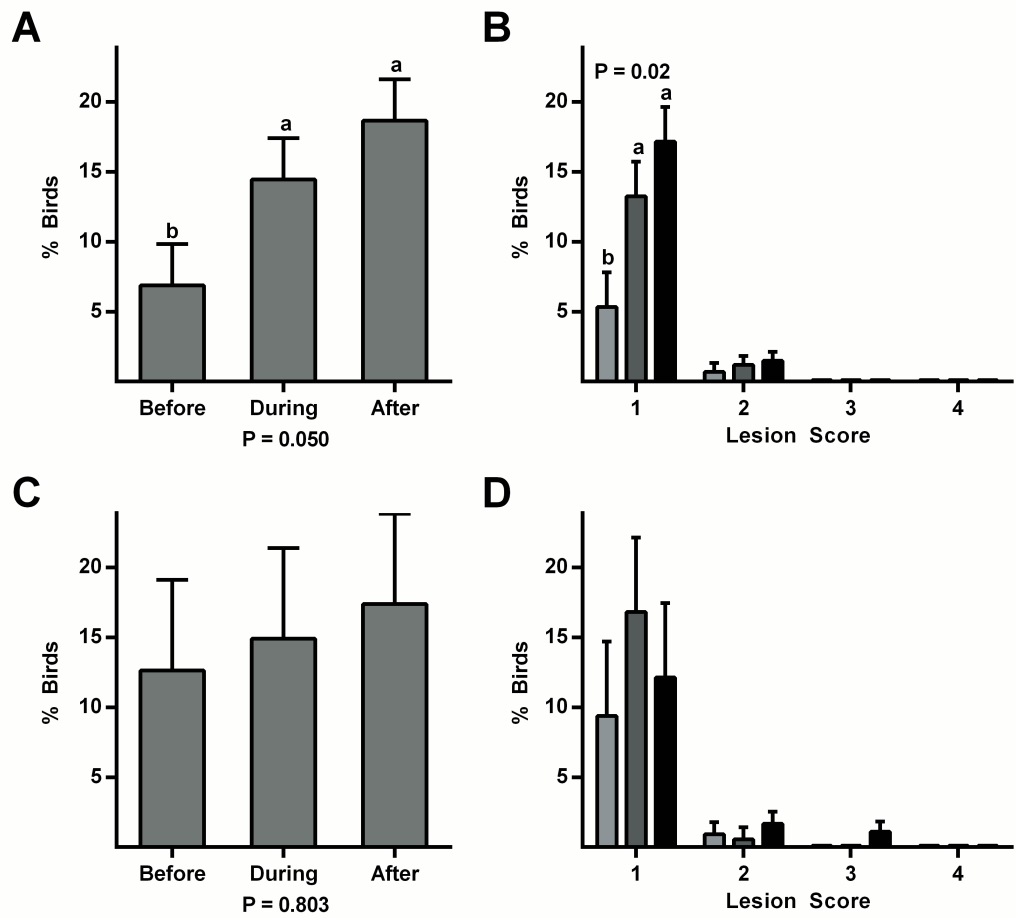 A
% Birds
20
15
10
5
b
a
a
Before During After
P = 0.050
B
% Birds
20
15
10
5
P = 0.02
b
a
a
1 2 3 4
Lesion Score
C
% Birds
20
15
10
5
Before During After
P = 0.803
D
% Birds
20
15
10
5
1 2 3 4
Lesion Score